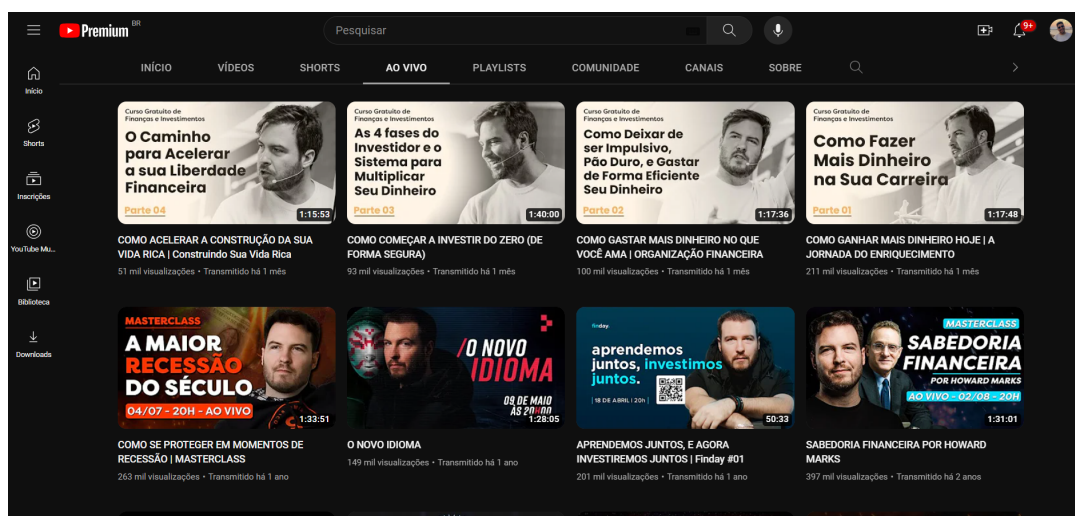 Premium BR
Pesquisar
9+
INÍCIO VÍDEOS SHORTS AO VIVO PLAYLISTS COMUNIDADE CANAIS SOBRE
Início
Shorts
Inscrições
YouTube Mu...
Biblioteca
Downloads
Curso Gratuito de
Finanças e Investimentos
O Caminho
para Acelerar
a sua Liberdade
Financeira
Parte 04
1:15:53
COMO ACELERAR A CONSTRUÇÃO DA SUA
VIDA RICA | Construindo Sua Vida Rica
51 mil visualizações • Transmitido há 1 mês
Curso Gratuito de
Finanças e Investimentos
As 4 fases do
Investidor e o
Sistema para
Multiplicar
Seu Dinheiro
Parte 03
1:40:00
COMO COMEÇAR A INVESTIR DO ZERO (DE
FORMA SEGURA)
93 mil visualizações • Transmitido há 1 mês
Curso Gratuito de
Finanças e Investimentos
Como Deixar de
ser Impulsivo,
Pão Duro, e Gastar
de Forma Eficiente
Seu Dinheiro
Parte 02
1:17:36
COMO GASTAR MAIS DINHEIRO NO QUE
VOCÊ AMA | ORGANIZAÇÃO FINANCEIRA
100 mil visualizações • Transmitido há 1 mês
Curso Gratuito de
Finanças e Investimentos
Como Fazer
Mais Dinheiro
na Sua Carreira
Parte 01
1:17:48
COMO GANHAR MAIS DINHEIRO HOJE | A
JORNADA DO ENRIQUECIMENTO
211 mil visualizações • Transmitido há 1 mês
MASTERCLASS
A MAIOR
RECESSÃO
DO SÉCULO
04/07 - 20H - AO VIVO
1:33:51
COMO SE PROTEGER EM MOMENTOS DE
RECESSÃO | MASTERCLASS
263 mil visualizações • Transmitido há 1 ano
/O NOVO
IDIOMA
09 DE MAIO
ÀS 20H00
1:28:05
O NOVO IDIOMA
149 mil visualizações • Transmitido há 1 ano
finday.
aprendemos
juntos, investimos
juntos.
| 18 DE ABRIL | 20H |
50:33
APRENDEMOS JUNTOS, E AGORA
INVESTIREMOS JUNTOS | Finday #01
201 mil visualizações • Transmitido há 1 ano
MASTERCLASS
SABEDORIA
FINANCEIRA
POR HOWARD MARKS
AO VIVO - 02/08 - 20H
1:31:01
SABEDORIA FINANCEIRA POR HOWARD
MARKS
397 mil visualizações • Transmitido há 2 anos